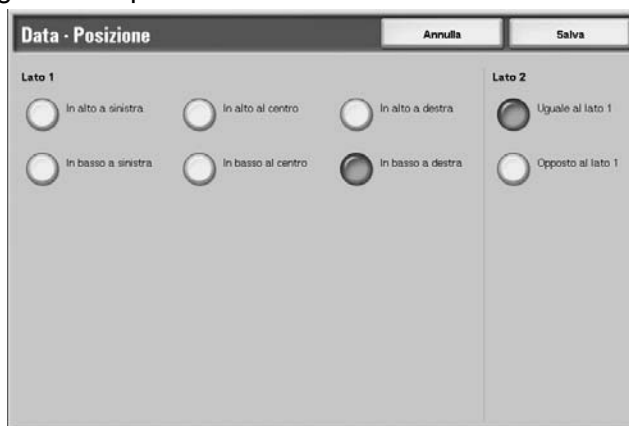 Data - Posizione
Annulla
Salva
Lato 1
Lato 2
In alto a sinistra
In alto al centro
In alto a destra
Uguale al lato 1
In basso a sinistra
In basso al centro
In basso a destra
Opposto al lato 1